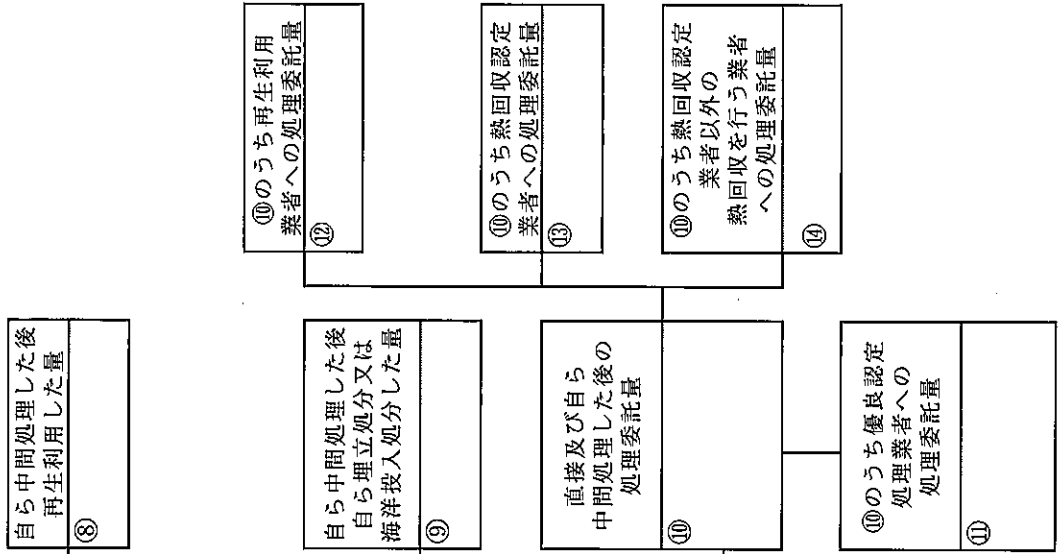 自ら中間処理した後
再生利用した量
⑧
自ら中間処理した後
自ら埋立処分又は
海洋投入処分した量
⑨
直接及び自ら
中間処理した後の
処理委託量
⑩
⑩のうち優良認定
処理業者への
処理委託量
⑪
⑩のうち再生利用
業者への処理委託量
⑫
⑩のうち熱回収認定
業者への処理委託量
⑬
⑩のうち熱回収認定
業者以外の
熱回収を行う業者
への処理委託量
⑭